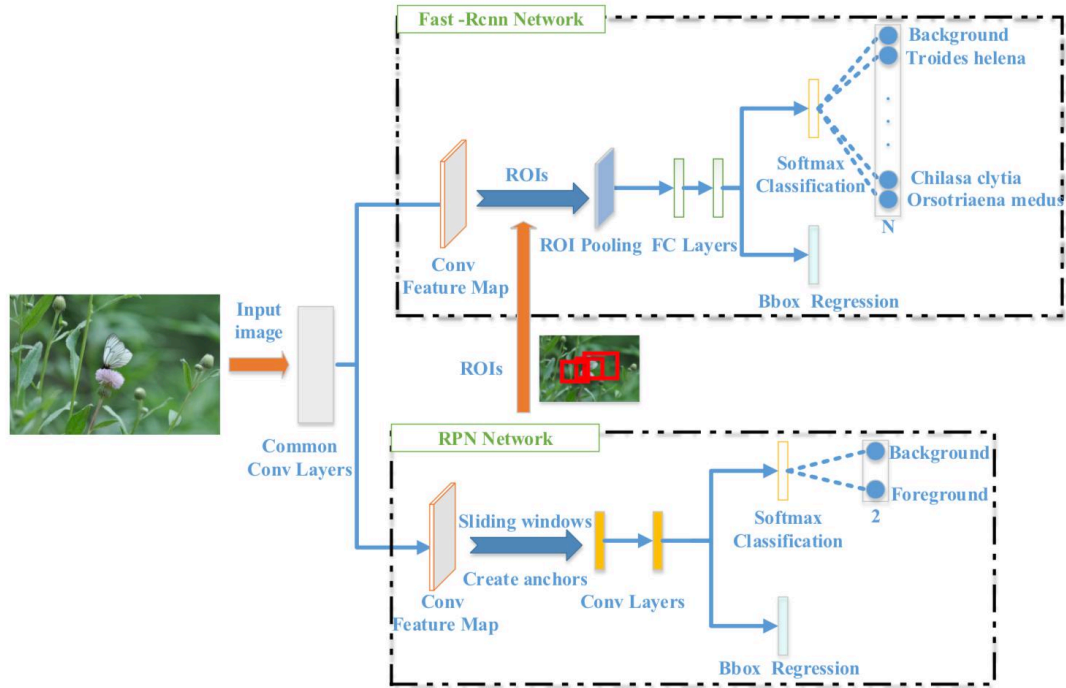 Fast -Rcnn Network
Background
Troides helena
Softmax
Classification
Chilasa clytia
Orsotriaena medus
N
ROIs
ROI Pooling
FC Layers
Conv
Feature Map
Bbox Regression
Input
image
ROIs
Common
Conv Layers
RPN Network
Background
Foreground
2
Softmax
Classification
Sliding windows
Create anchors
Conv Layers
Conv
Feature Map
Bbox Regression